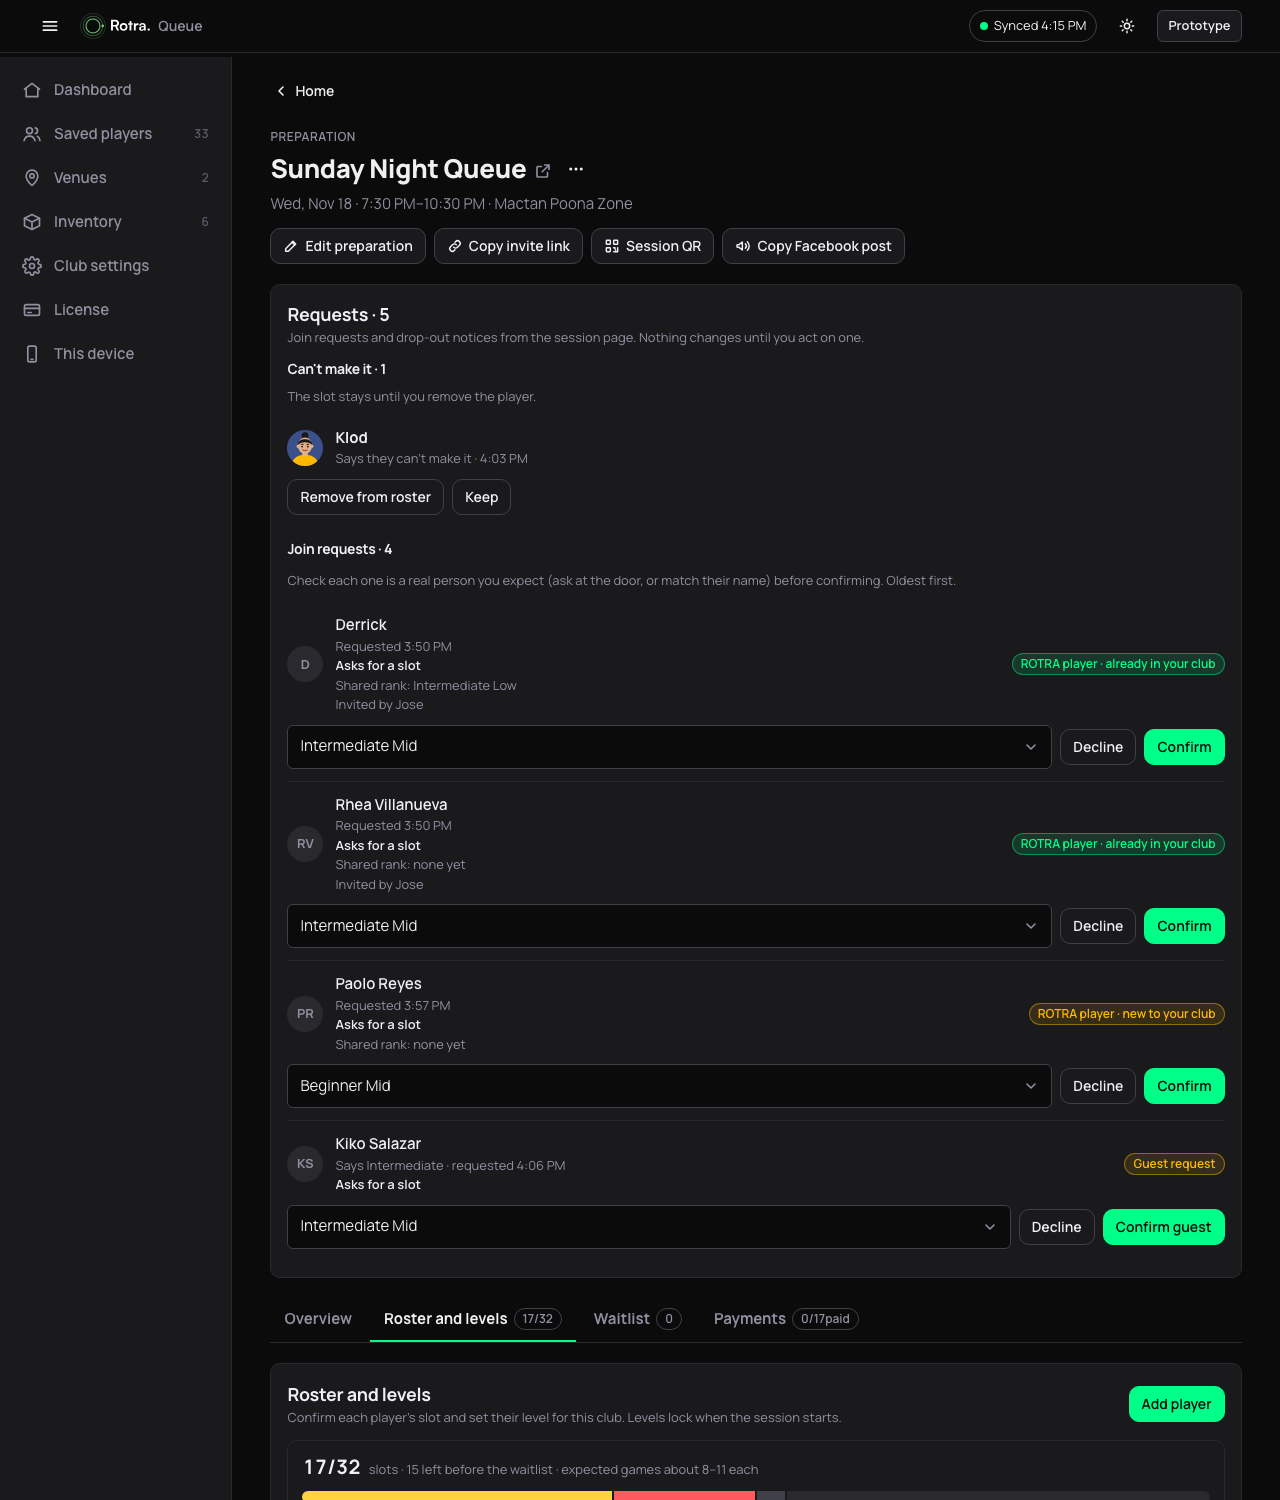 Rotra. Queue
Synced 4:15 PM
Prototype
Dashboard
Saved players 33
Venues 2
Inventory 6
Club settings
License
This device
Home
PREPARATION
Sunday Night Queue
Wed, Nov 18 · 7:30 PM–10:30 PM · Mactan Poona Zone
Edit preparation
Copy invite link
Session QR
Copy Facebook post
Requests · 5
Join requests and drop-out notices from the session page. Nothing changes until you act on one.
Can't make it · 1
The slot stays until you remove the player.
Klod
Says they can't make it · 4:03 PM
Remove from roster
Keep
Join requests · 4
Check each one is a real person you expect (ask at the door, or match their name) before confirming. Oldest first.
D
Derrick
Requested 3:50 PM
Asks for a slot
Shared rank: Intermediate Low
Invited by Jose
ROTRA player · already in your club
Intermediate Mid
Decline
Confirm
RV
Rhea Villanueva
Requested 3:50 PM
Asks for a slot
Shared rank: none yet
Invited by Jose
ROTRA player · already in your club
Intermediate Mid
Decline
Confirm
PR
Paolo Reyes
Requested 3:57 PM
Asks for a slot
Shared rank: none yet
ROTRA player · new to your club
Beginner Mid
Decline
Confirm
KS
Kiko Salazar
Says Intermediate · requested 4:06 PM
Asks for a slot
Guest request
Intermediate Mid
Decline
Confirm guest
Overview
Roster and levels 17/32
Waitlist 0
Payments 0/17paid
Roster and levels
Confirm each player's slot and set their level for this club. Levels lock when the session starts.
Add player
17/32 slots · 15 left before the waitlist · expected games about 8–11 each